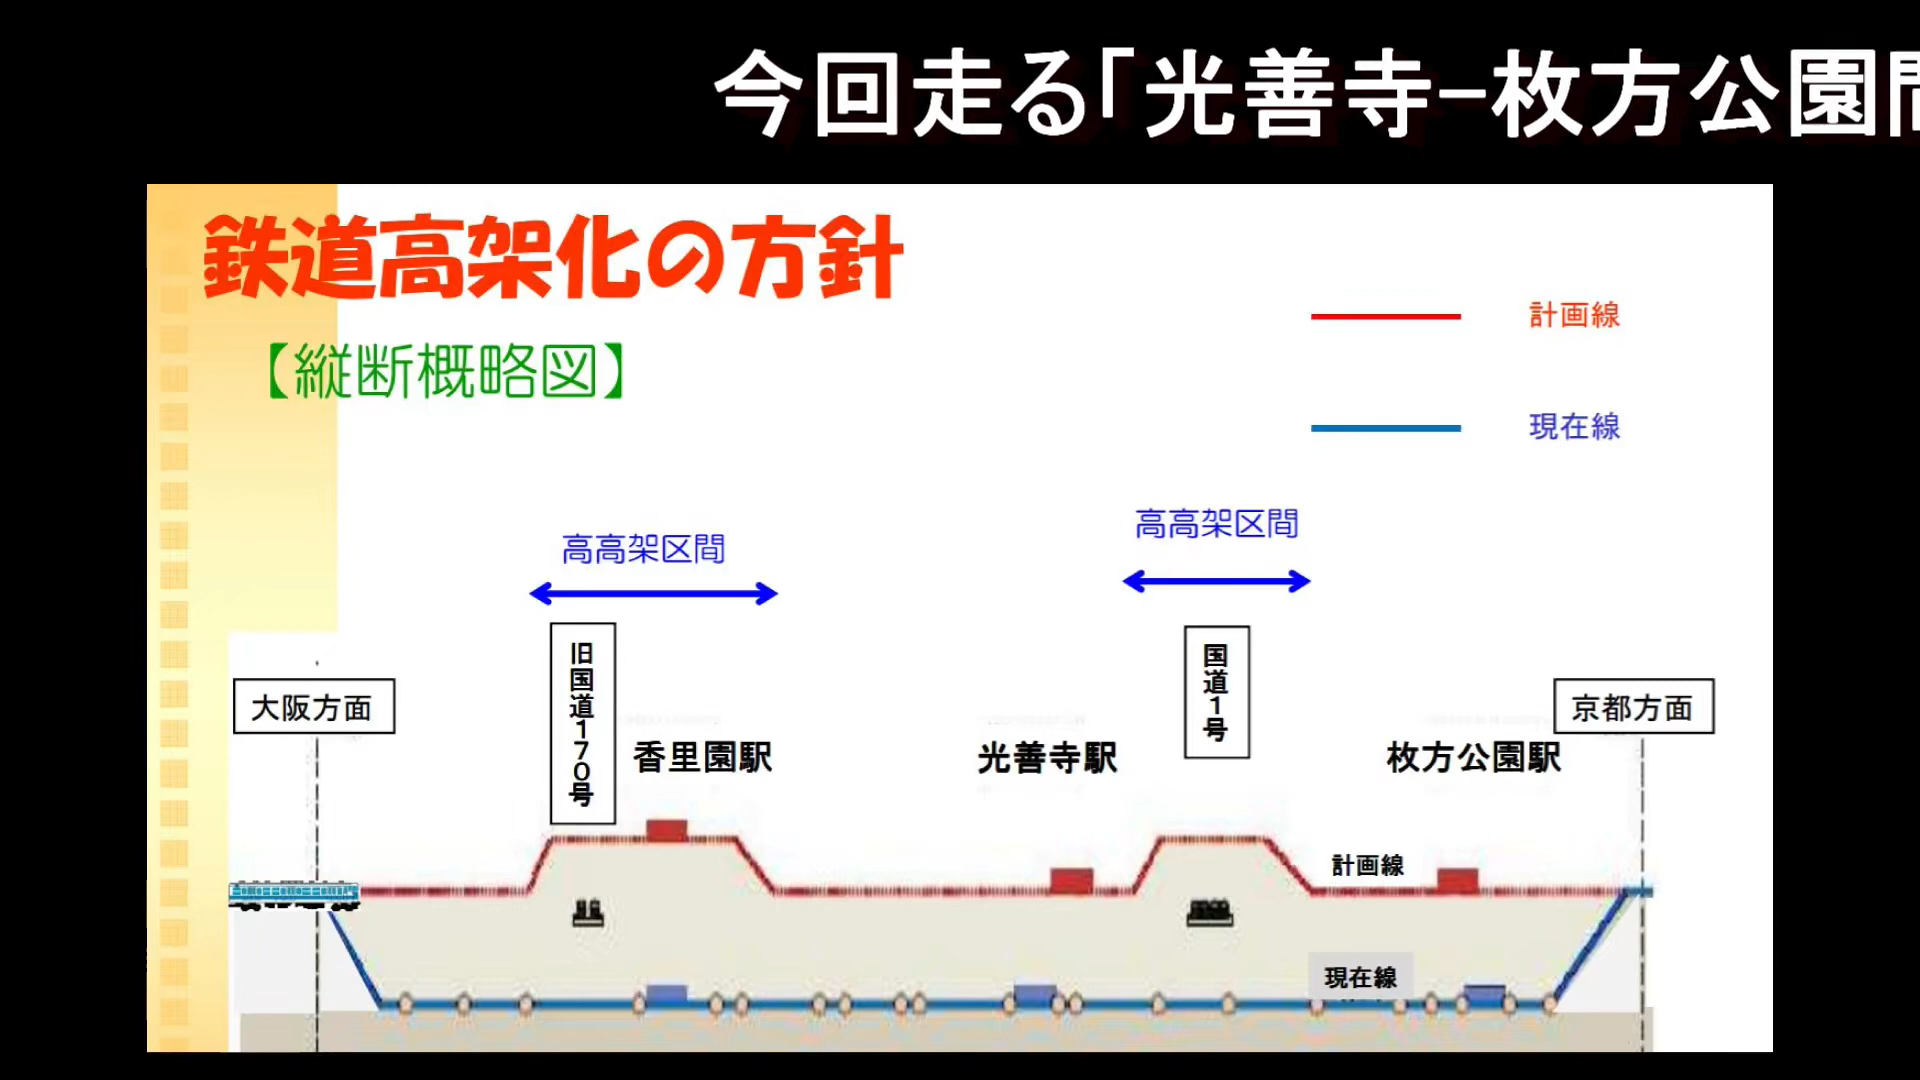 今回走る「光善寺-枚方公園間
鉄道高架化の方針
【縦断概略図】
計画線
現在線
高高架区間
高高架区間
旧国道170号
国道1号
大阪方面
京都方面
香里園駅
光善寺駅
枚方公園駅
計画線
現在線